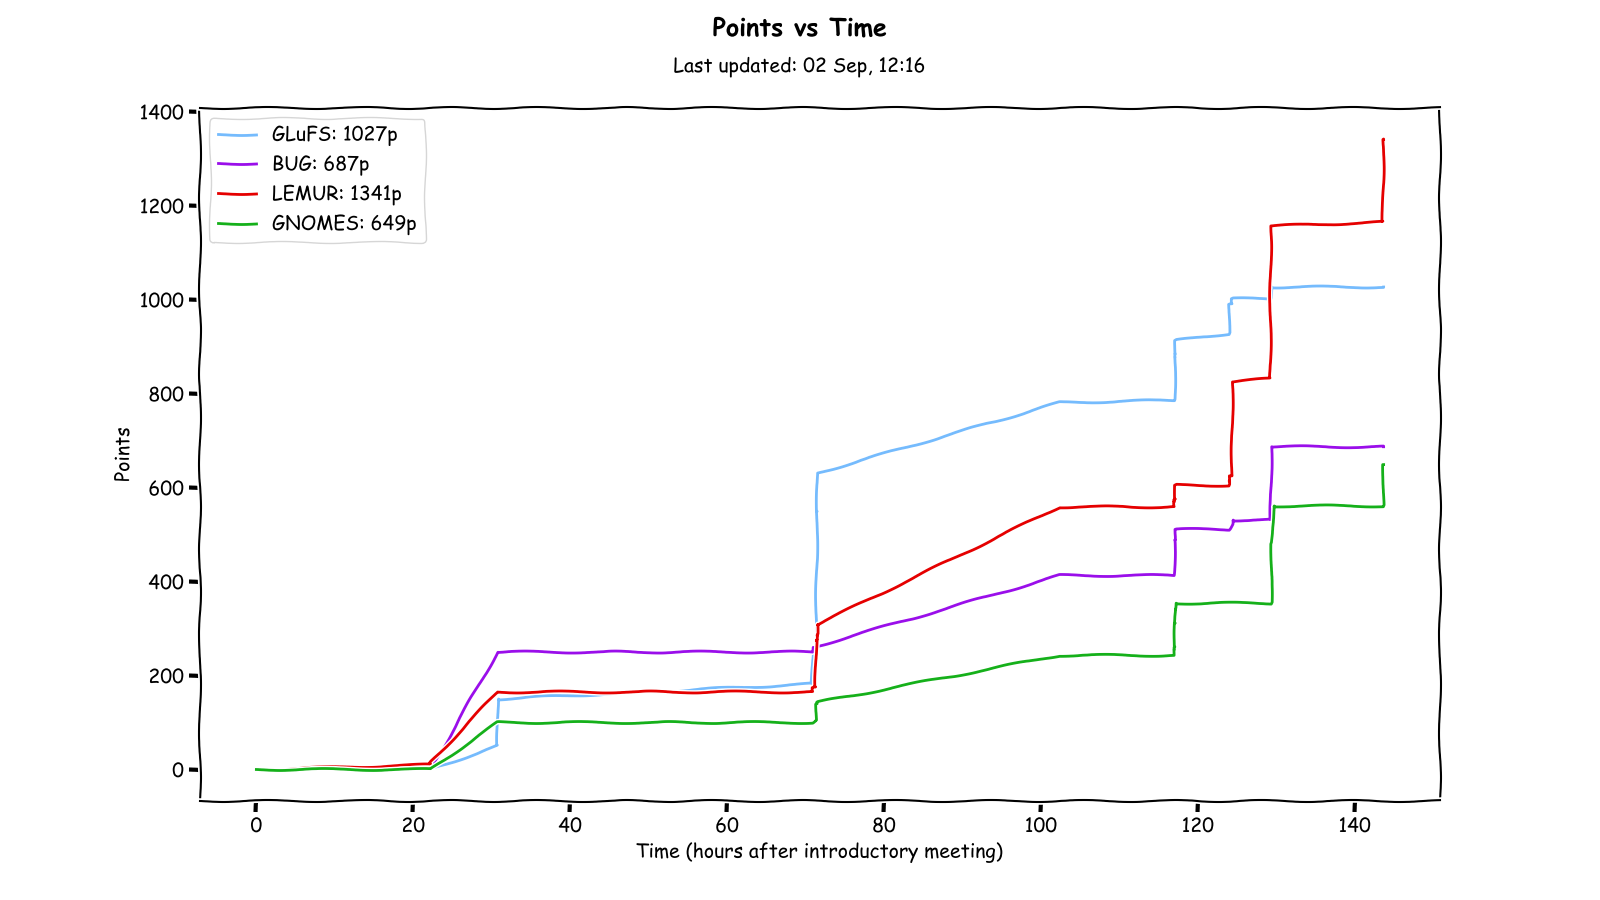 Points vs Time
Last updated: 02 Sep, 12:16
GLuFS: 1027p
BUG: 687p
LEMUR: 1341p
GNOMES: 649p
1400
1200
1000
800
600
400
200
0
Points
0 20 40 60 80 100 120 140
Time (hours after introductory meeting)